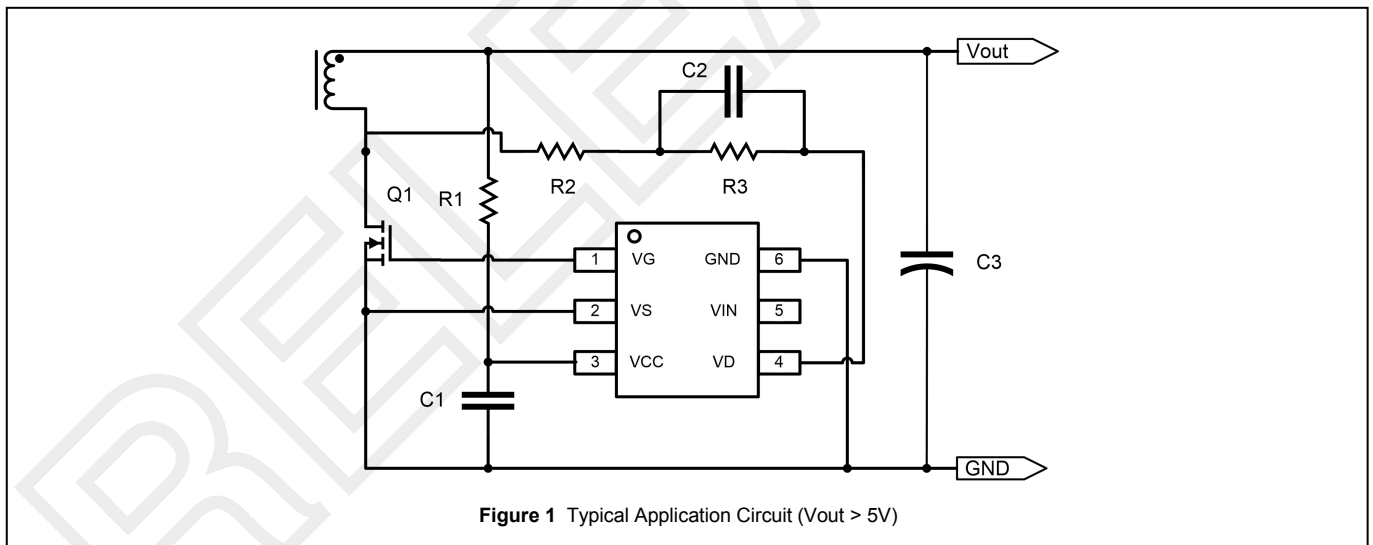 Vout
C2
R2
R3
Q1
R1
1 VG GND 6
C3
2 VS VIN 5
3 VCC VD 4
C1
GND
Figure 1 Typical Application Circuit (Vout > 5V)